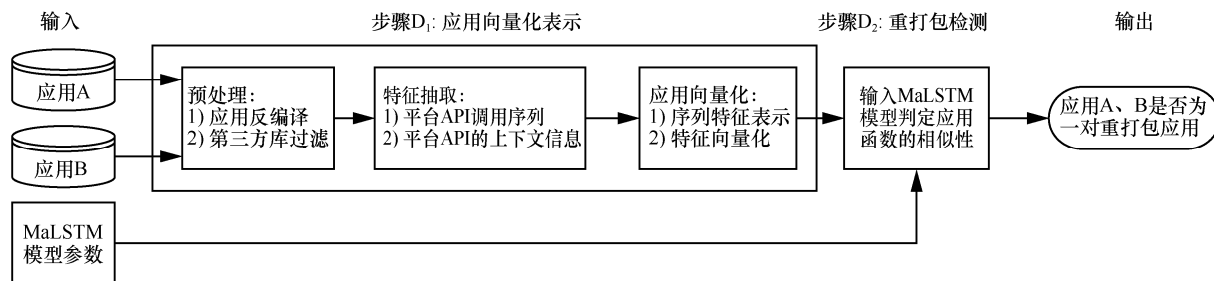 输入
步骤D₁: 应用向量化表示
步骤D₂: 重打包检测
输出
应用A
应用B
MaLSTM
模型参数
预处理:
1) 应用反编译
2) 第三方库过滤
特征抽取:
1) 平台API调用序列
2) 平台API的上下文信息
应用向量化:
1) 序列特征表示
2) 特征向量化
输入MaLSTM
模型判定应用
函数的相似性
应用A、B是否为
一对重打包应用